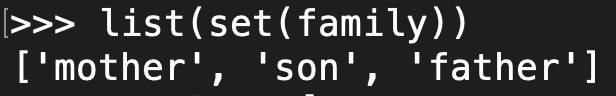 >>> list(set(family))
['mother', 'son', 'father']